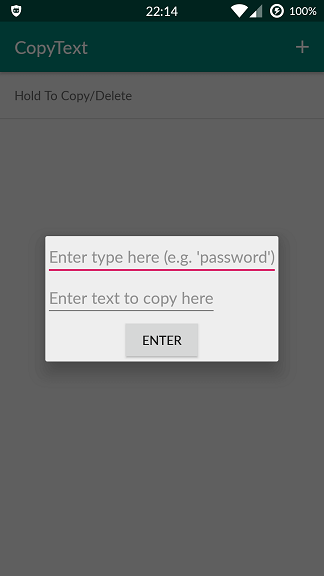 22:14
100%
CopyText
+
Hold To Copy/Delete
Enter type here (e.g. 'password')
Enter text to copy here
ENTER